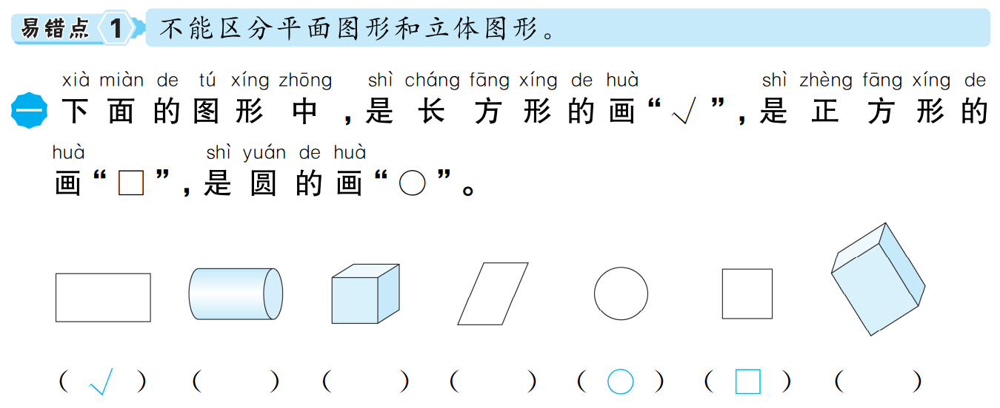 易错点 1 不能区分平面图形和立体图形。
xià miàn de tú xíng zhōng shì cháng fāng xíng de huà shì zhèng fāng xíng de
一 下面的图形中，是长方形的画“√”，是正方形的
huà shì yuán de huà
画“□”，是圆的画“○”。
（ √ ） （ ） （ ） （ ） （ ○ ） （ □ ） （ ）